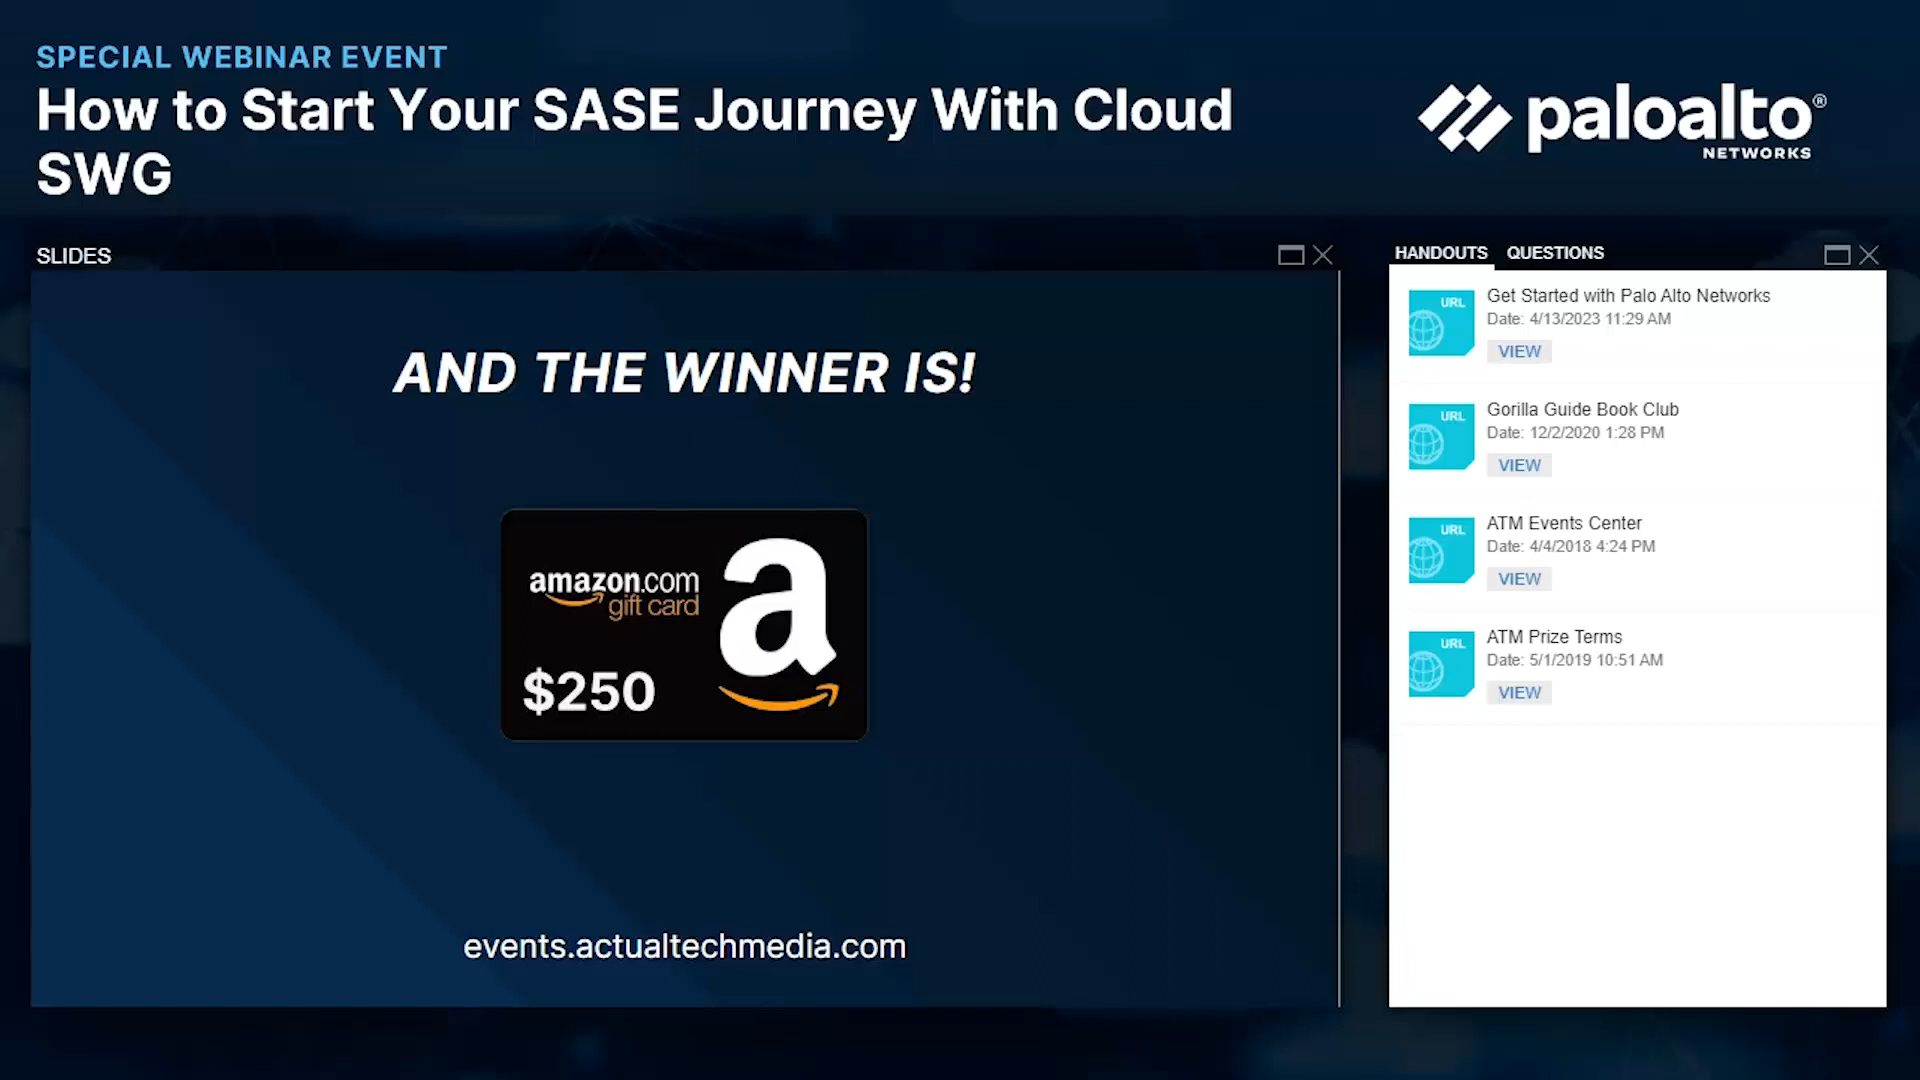 SPECIAL WEBINAR EVENT
How to Start Your SASE Journey With Cloud
SWG
paloalto®
NETWORKS
SLIDES
AND THE WINNER IS!
amazon.com
gift card
a
$250
events.actualtechmedia.com
HANDOUTS QUESTIONS
URL
Get Started with Palo Alto Networks
Date: 4/13/2023 11:29 AM
VIEW
URL
Gorilla Guide Book Club
Date: 12/2/2020 1:28 PM
VIEW
URL
ATM Events Center
Date: 4/4/2018 4:24 PM
VIEW
URL
ATM Prize Terms
Date: 5/1/2019 10:51 AM
VIEW